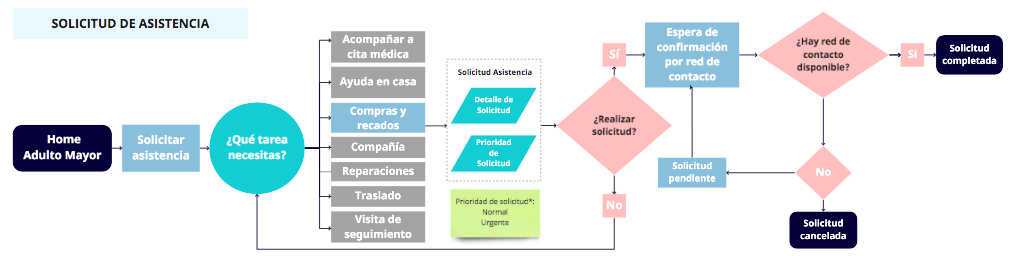 SOLICITUD DE ASISTENCIA
Home
Adulto Mayor
Solicitar
asistencia
¿Qué tarea
necesitas?
Acompañar a
cita médica
Ayuda en casa
Compras y
recados
Compañía
Reparaciones
Traslado
Visita de
seguimiento
Solicitud Asistencia
Detalle de
Solicitud
Prioridad
de
Solicitud
Prioridad de solicitud*:
Normal
Urgente
¿Realizar
solicitud?
Sí
No
Espera de
confirmación
por red de
contacto
Solicitud
pendiente
¿Hay red de
contacto
disponible?
Sí
Solicitud
completada
No
Solicitud
cancelada